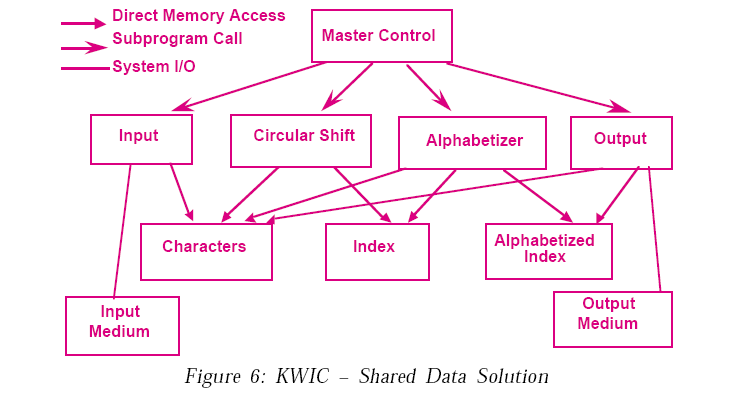 Direct Memory Access
Subprogram Call
System I/O
Master Control
Input
Circular Shift
Alphabetizer
Output
Characters
Index
Alphabetized
Index
Input
Medium
Output
Medium
Figure 6: KWIC – Shared Data Solution